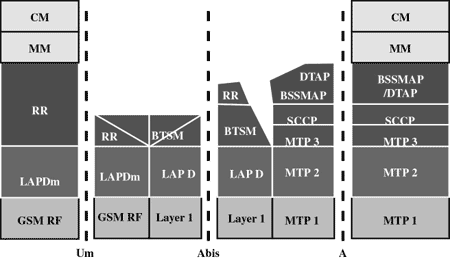 CM
MM
RR
LAPDm
GSM RF
RR
BTSM
LAPDm
LAP D
GSM RF
Layer 1
RR
BTSM
LAP D
Layer 1
DTAP
BSSMAP
SCCP
MTP 3
MTP 2
MTP 1
CM
MM
BSSMAP
/DTAP
SCCP
MTP 3
MTP 2
MTP 1
Um
Abis
A